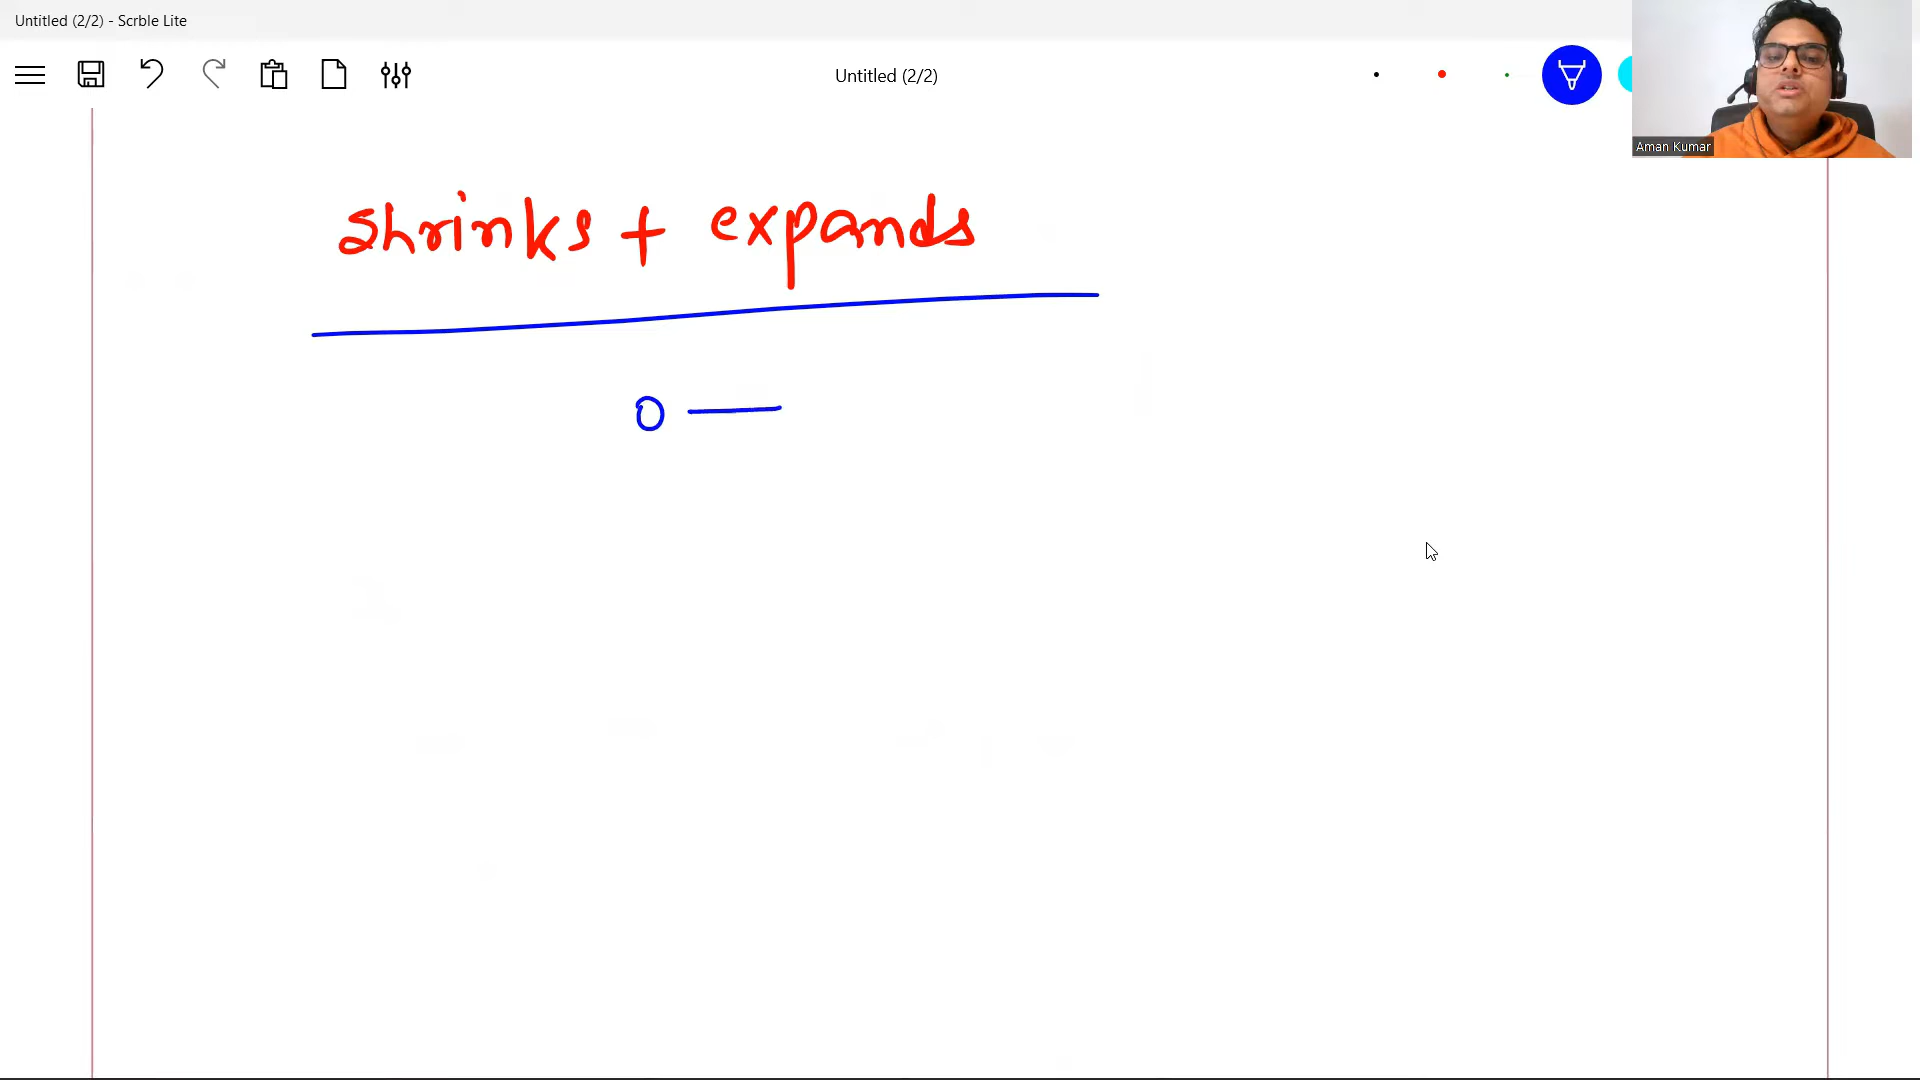 Untitled (2/2) - Scrble Lite
Untitled (2/2)
Aman Kumar
shrinks + expands
0 —